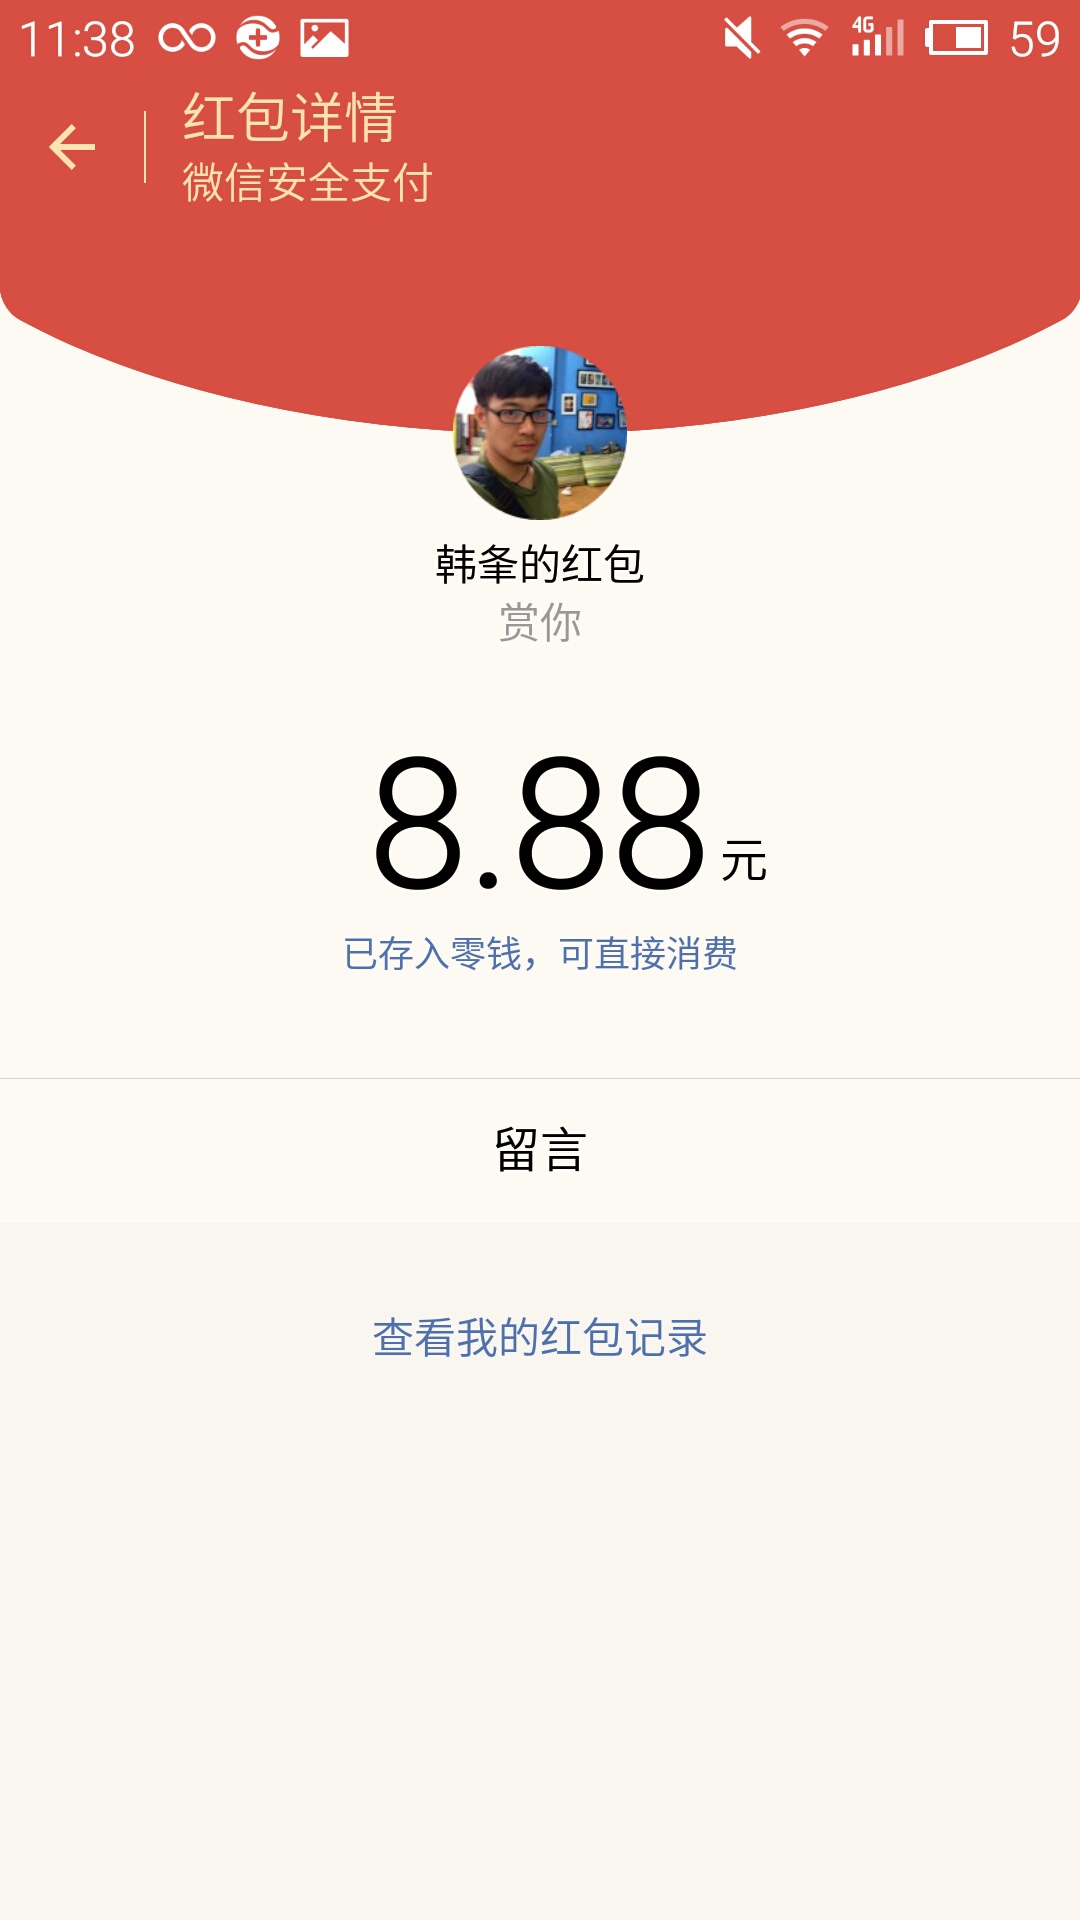 11:38 4G 59
红包详情
微信安全支付
韩夆的红包
赏你
8.88元
已存入零钱，可直接消费
留言
查看我的红包记录